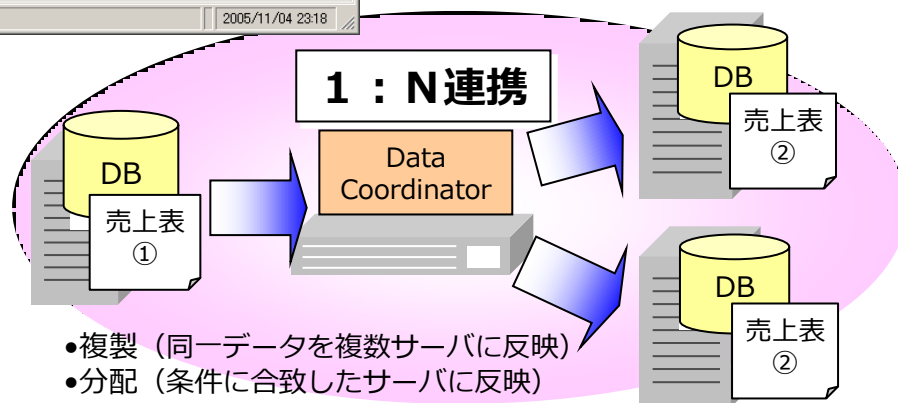 2005/11/04 23:18
1：N連携
DB
売上表
①
Data
Coordinator
DB
売上表
②
DB
売上表
②
•複製（同一データを複数サーバに反映）
•分配（条件に合致したサーバに反映）